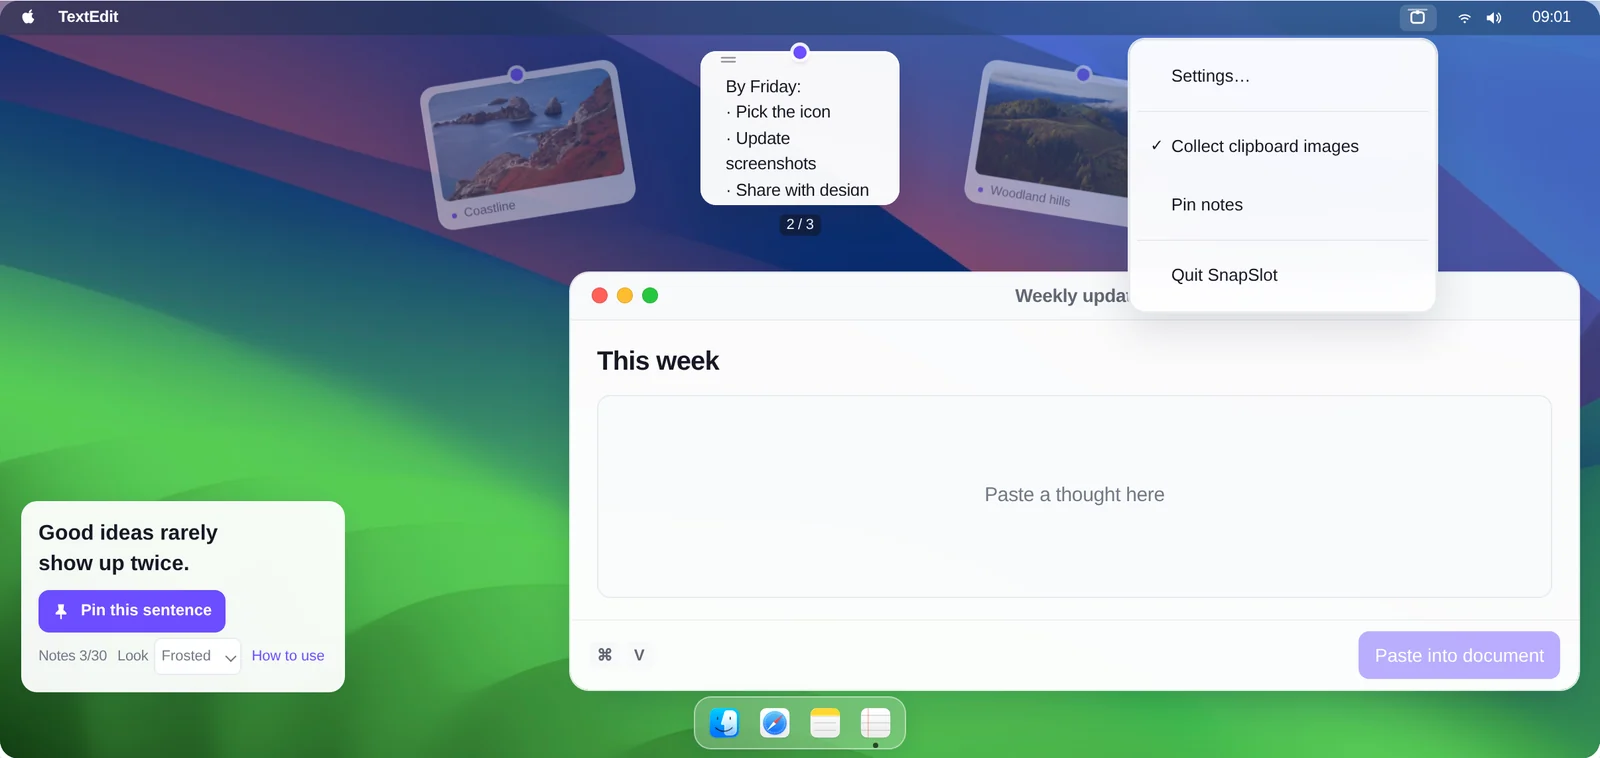 TextEdit
09:01
Settings…
✓ Collect clipboard images
Pin notes
Quit SnapSlot
Coastline
By Friday:
· Pick the icon
· Update
screenshots
· Share with design
2 / 3
Woodland hills
Weekly updat
This week
Paste a thought here
⌘ V
Paste into document
Good ideas rarely
show up twice.
Pin this sentence
Notes 3/30 Look Frosted How to use